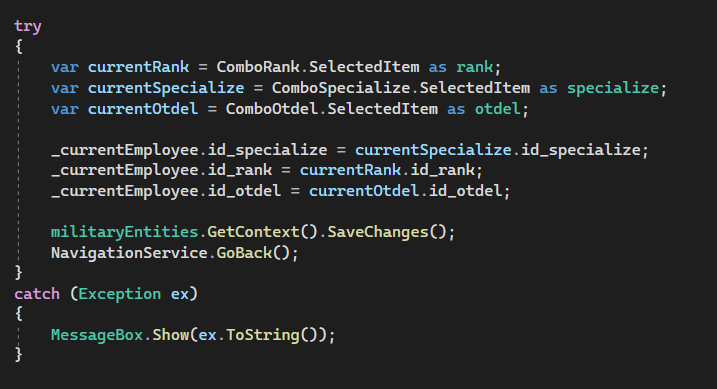 try
{
    var currentRank = ComboRank.SelectedItem as rank;
    var currentSpecialize = ComboSpecialize.SelectedItem as specialize;
    var currentOtdel = ComboOtdel.SelectedItem as otdel;

    _currentEmployee.id_specialize = currentSpecialize.id_specialize;
    _currentEmployee.id_rank = currentRank.id_rank;
    _currentEmployee.id_otdel = currentOtdel.id_otdel;

    militaryEntities.GetContext().SaveChanges();
    NavigationService.GoBack();
}
catch (Exception ex)
{
    MessageBox.Show(ex.ToString());
}